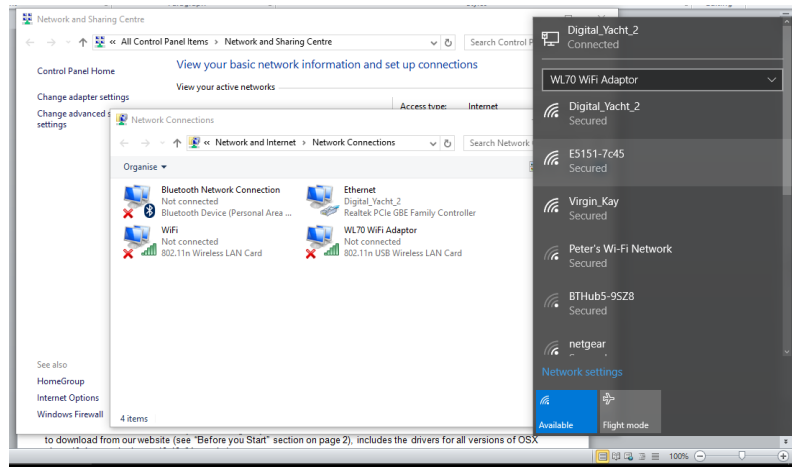 Network and Sharing Centre
« All Control Panel Items › Network and Sharing Centre
Search Control P
Control Panel Home
Change adapter settings
Change advanced s
settings
View your basic network information and set up connections
View your active networks
Access type: Internet
See also
HomeGroup
Internet Options
Windows Firewall
Network Connections
« Network and Internet › Network Connections
Search Network
Organise
Bluetooth Network Connection
Not connected
Bluetooth Device (Personal Area ...
Ethernet
Digital_Yacht_2
Realtek PCIe GBE Family Controller
WiFi
Not connected
802.11n Wireless LAN Card
WL70 WiFi Adaptor
Not connected
802.11n USB Wireless LAN Card
4 items
Digital_Yacht_2
Connected
WL70 WiFi Adaptor
Digital_Yacht_2
Secured
E5151-7c45
Secured
Virgin_Kay
Secured
Peter's Wi-Fi Network
Secured
BTHub5-9SZ8
Secured
netgear
Network settings
Available
Flight mode
to download from our website (see "Before you Start" section on page 2), includes the drivers for all versions of OSX
100%